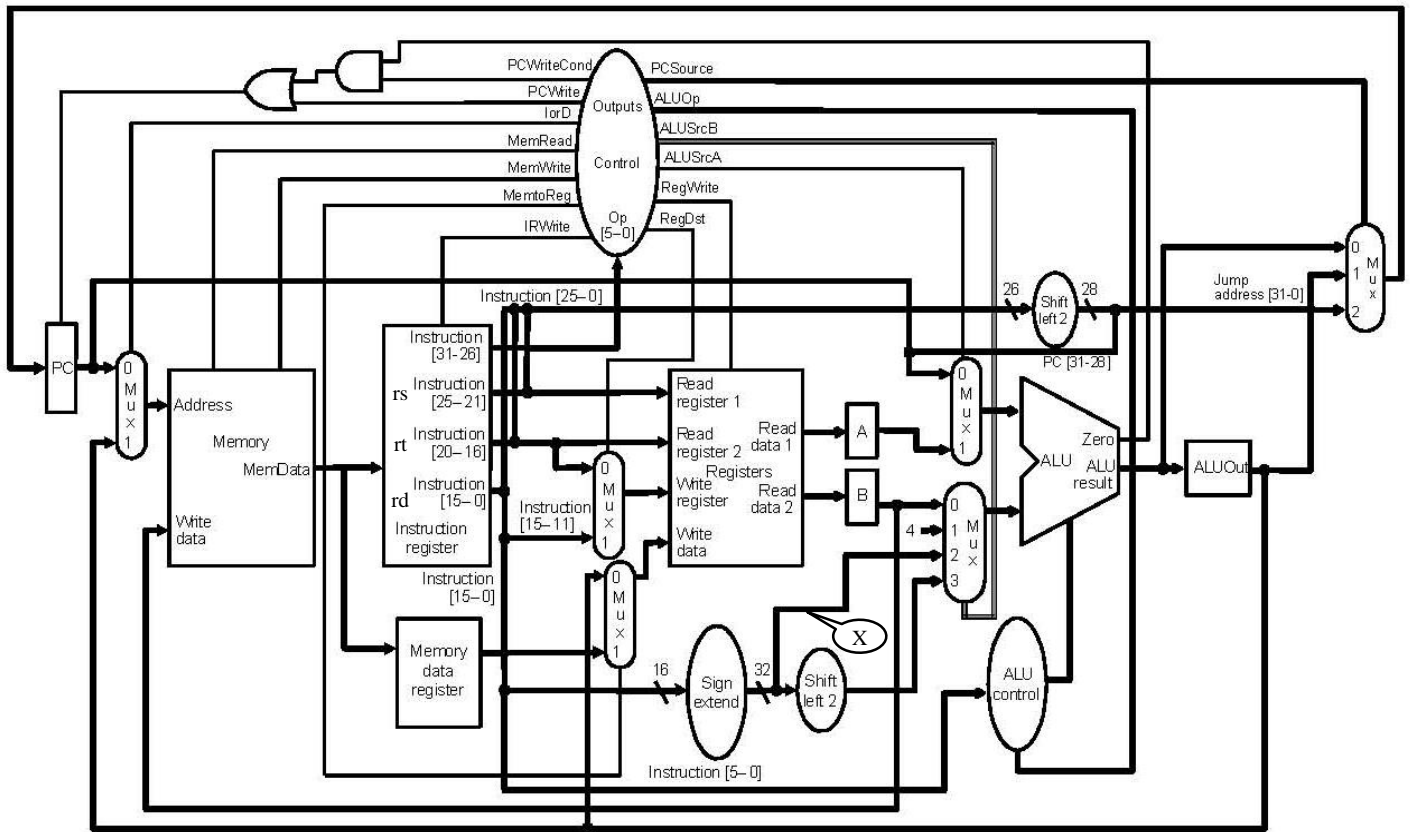 PCWriteCond
PCSource
PCWrite
ALUOp
IorD
Outputs
ALUSrcB
MemRead
ALUSrcA
MemWrite
Control
RegWrite
MemtoReg
RegDst
IRWrite
Op
[5–0]
Instruction [25–0]
26
Shift
left 2
28
Jump
address [31-0]
0
1
2
M
u
x
PC [31-28]
PC
0
M
u
x
1
Address
Memory
MemData
Write
data
Instruction
[31-26]
rs
Instruction
[25–21]
rt
Instruction
[20–16]
rd
Instruction
[15–0]
Instruction
register
Instruction
[15–11]
0
M
u
x
1
Read
register 1
Read
register 2
Registers
Write
register
Write
data
Read
data 1
Read
data 2
A
B
0
M
u
x
1
4
0
1
2
3
M
u
x
ALU
Zero
ALU
result
ALUOut
Instruction
[15–0]
0
M
u
x
1
Memory
data
register
16
Sign
extend
32
Shift
left 2
X
ALU
control
Instruction [5–0]